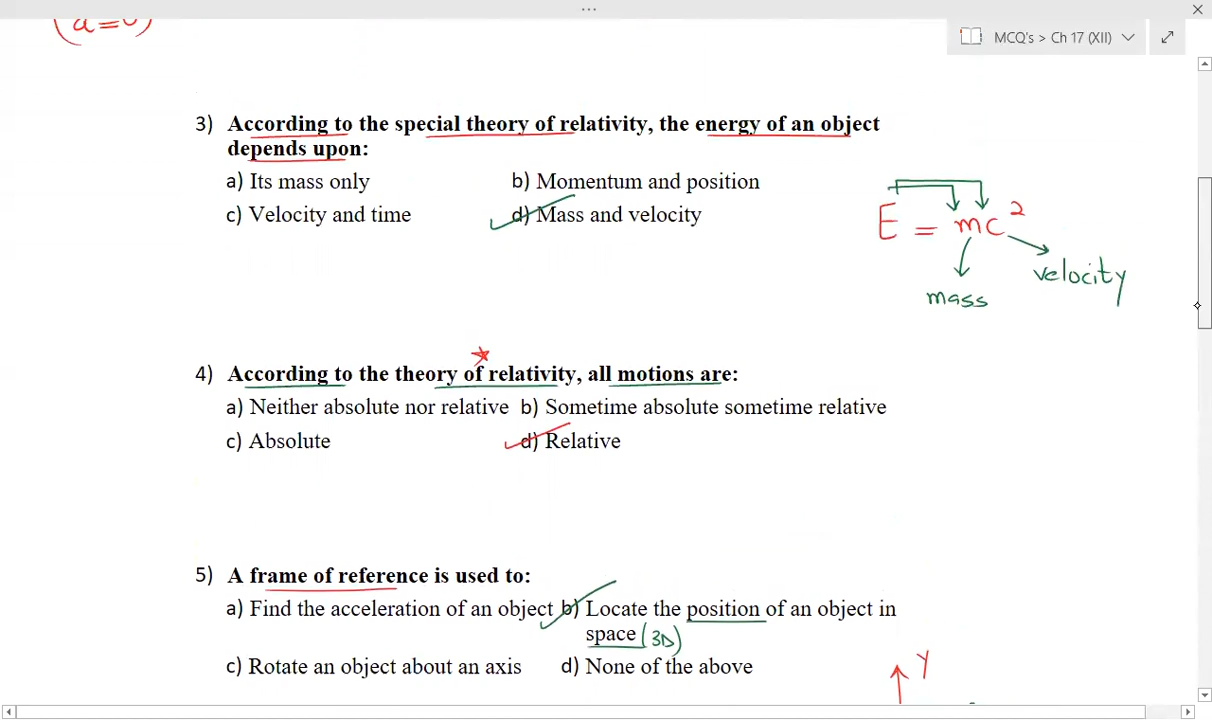 (a=0)
MCQ's > Ch 17 (XII)
3) According to the special theory of relativity, the energy of an object
depends upon:
a) Its mass only b) Momentum and position
c) Velocity and time d) Mass and velocity
E = mc²
mass
velocity
4) According to the theory of relativity, all motions are:
a) Neither absolute nor relative b) Sometime absolute sometime relative
c) Absolute d) Relative
5) A frame of reference is used to:
a) Find the acceleration of an object b) Locate the position of an object in
space (3D)
c) Rotate an object about an axis d) None of the above
Y